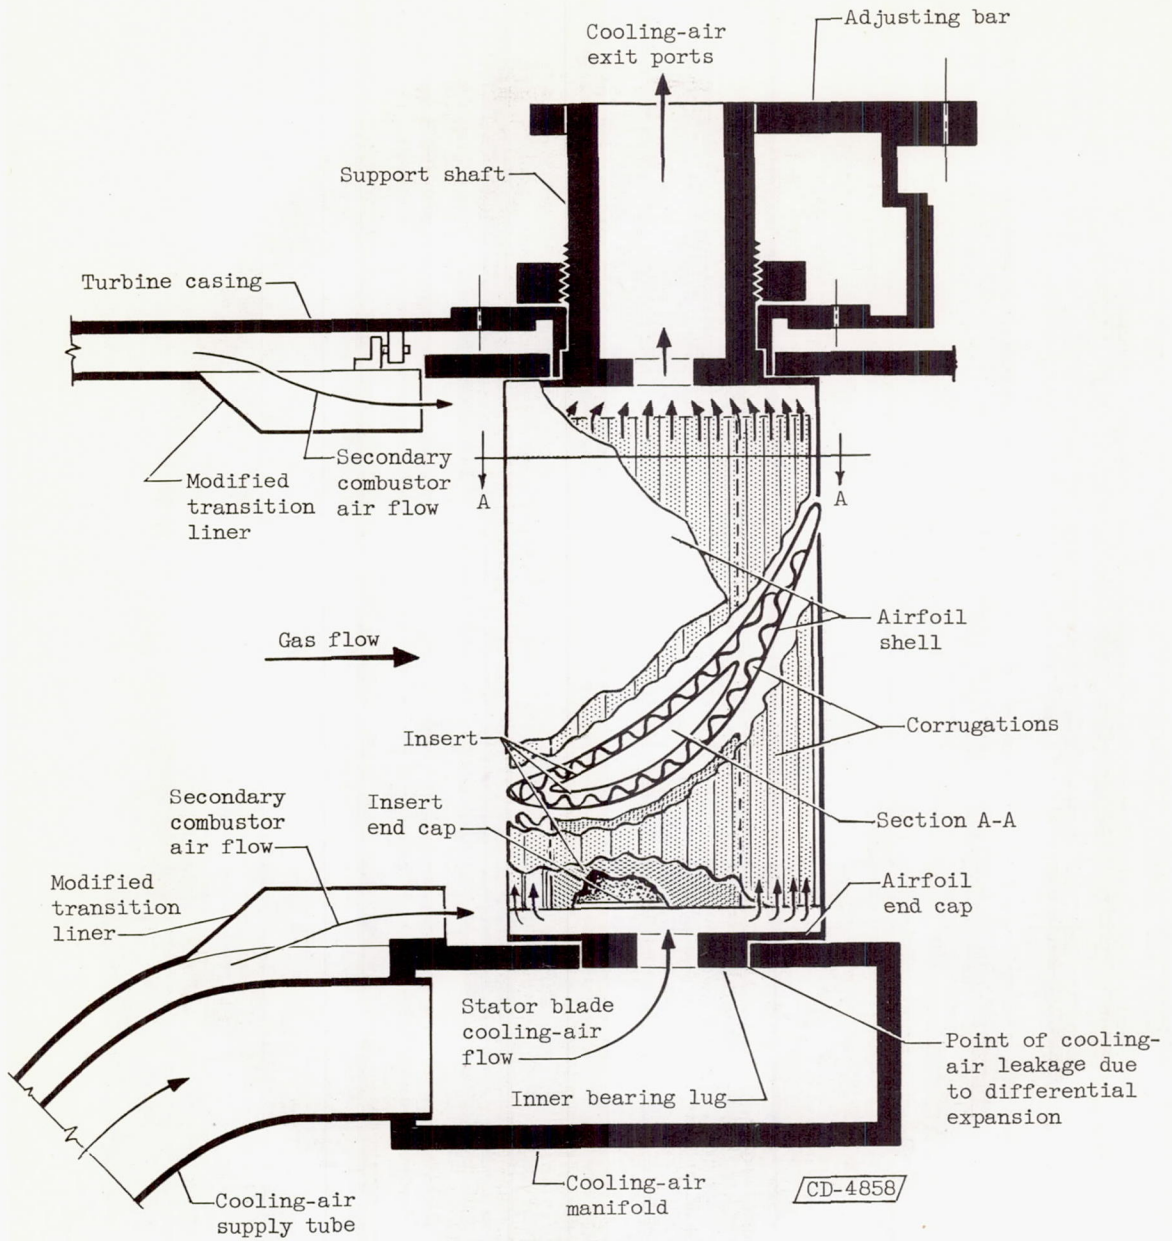 Adjusting bar
Cooling-air
exit ports
Support shaft
Turbine casing
Secondary
combustor
air flow
Modified
transition
liner
A
A
Airfoil
shell
Gas flow
Corrugations
Insert
Secondary
combustor
air flow
Insert
end cap
Section A-A
Modified
transition
liner
Airfoil
end cap
Stator blade
cooling-air
flow
Point of cooling-
air leakage due
to differential
expansion
Inner bearing lug
Cooling-air
manifold
CD-4858
Cooling-air
supply tube